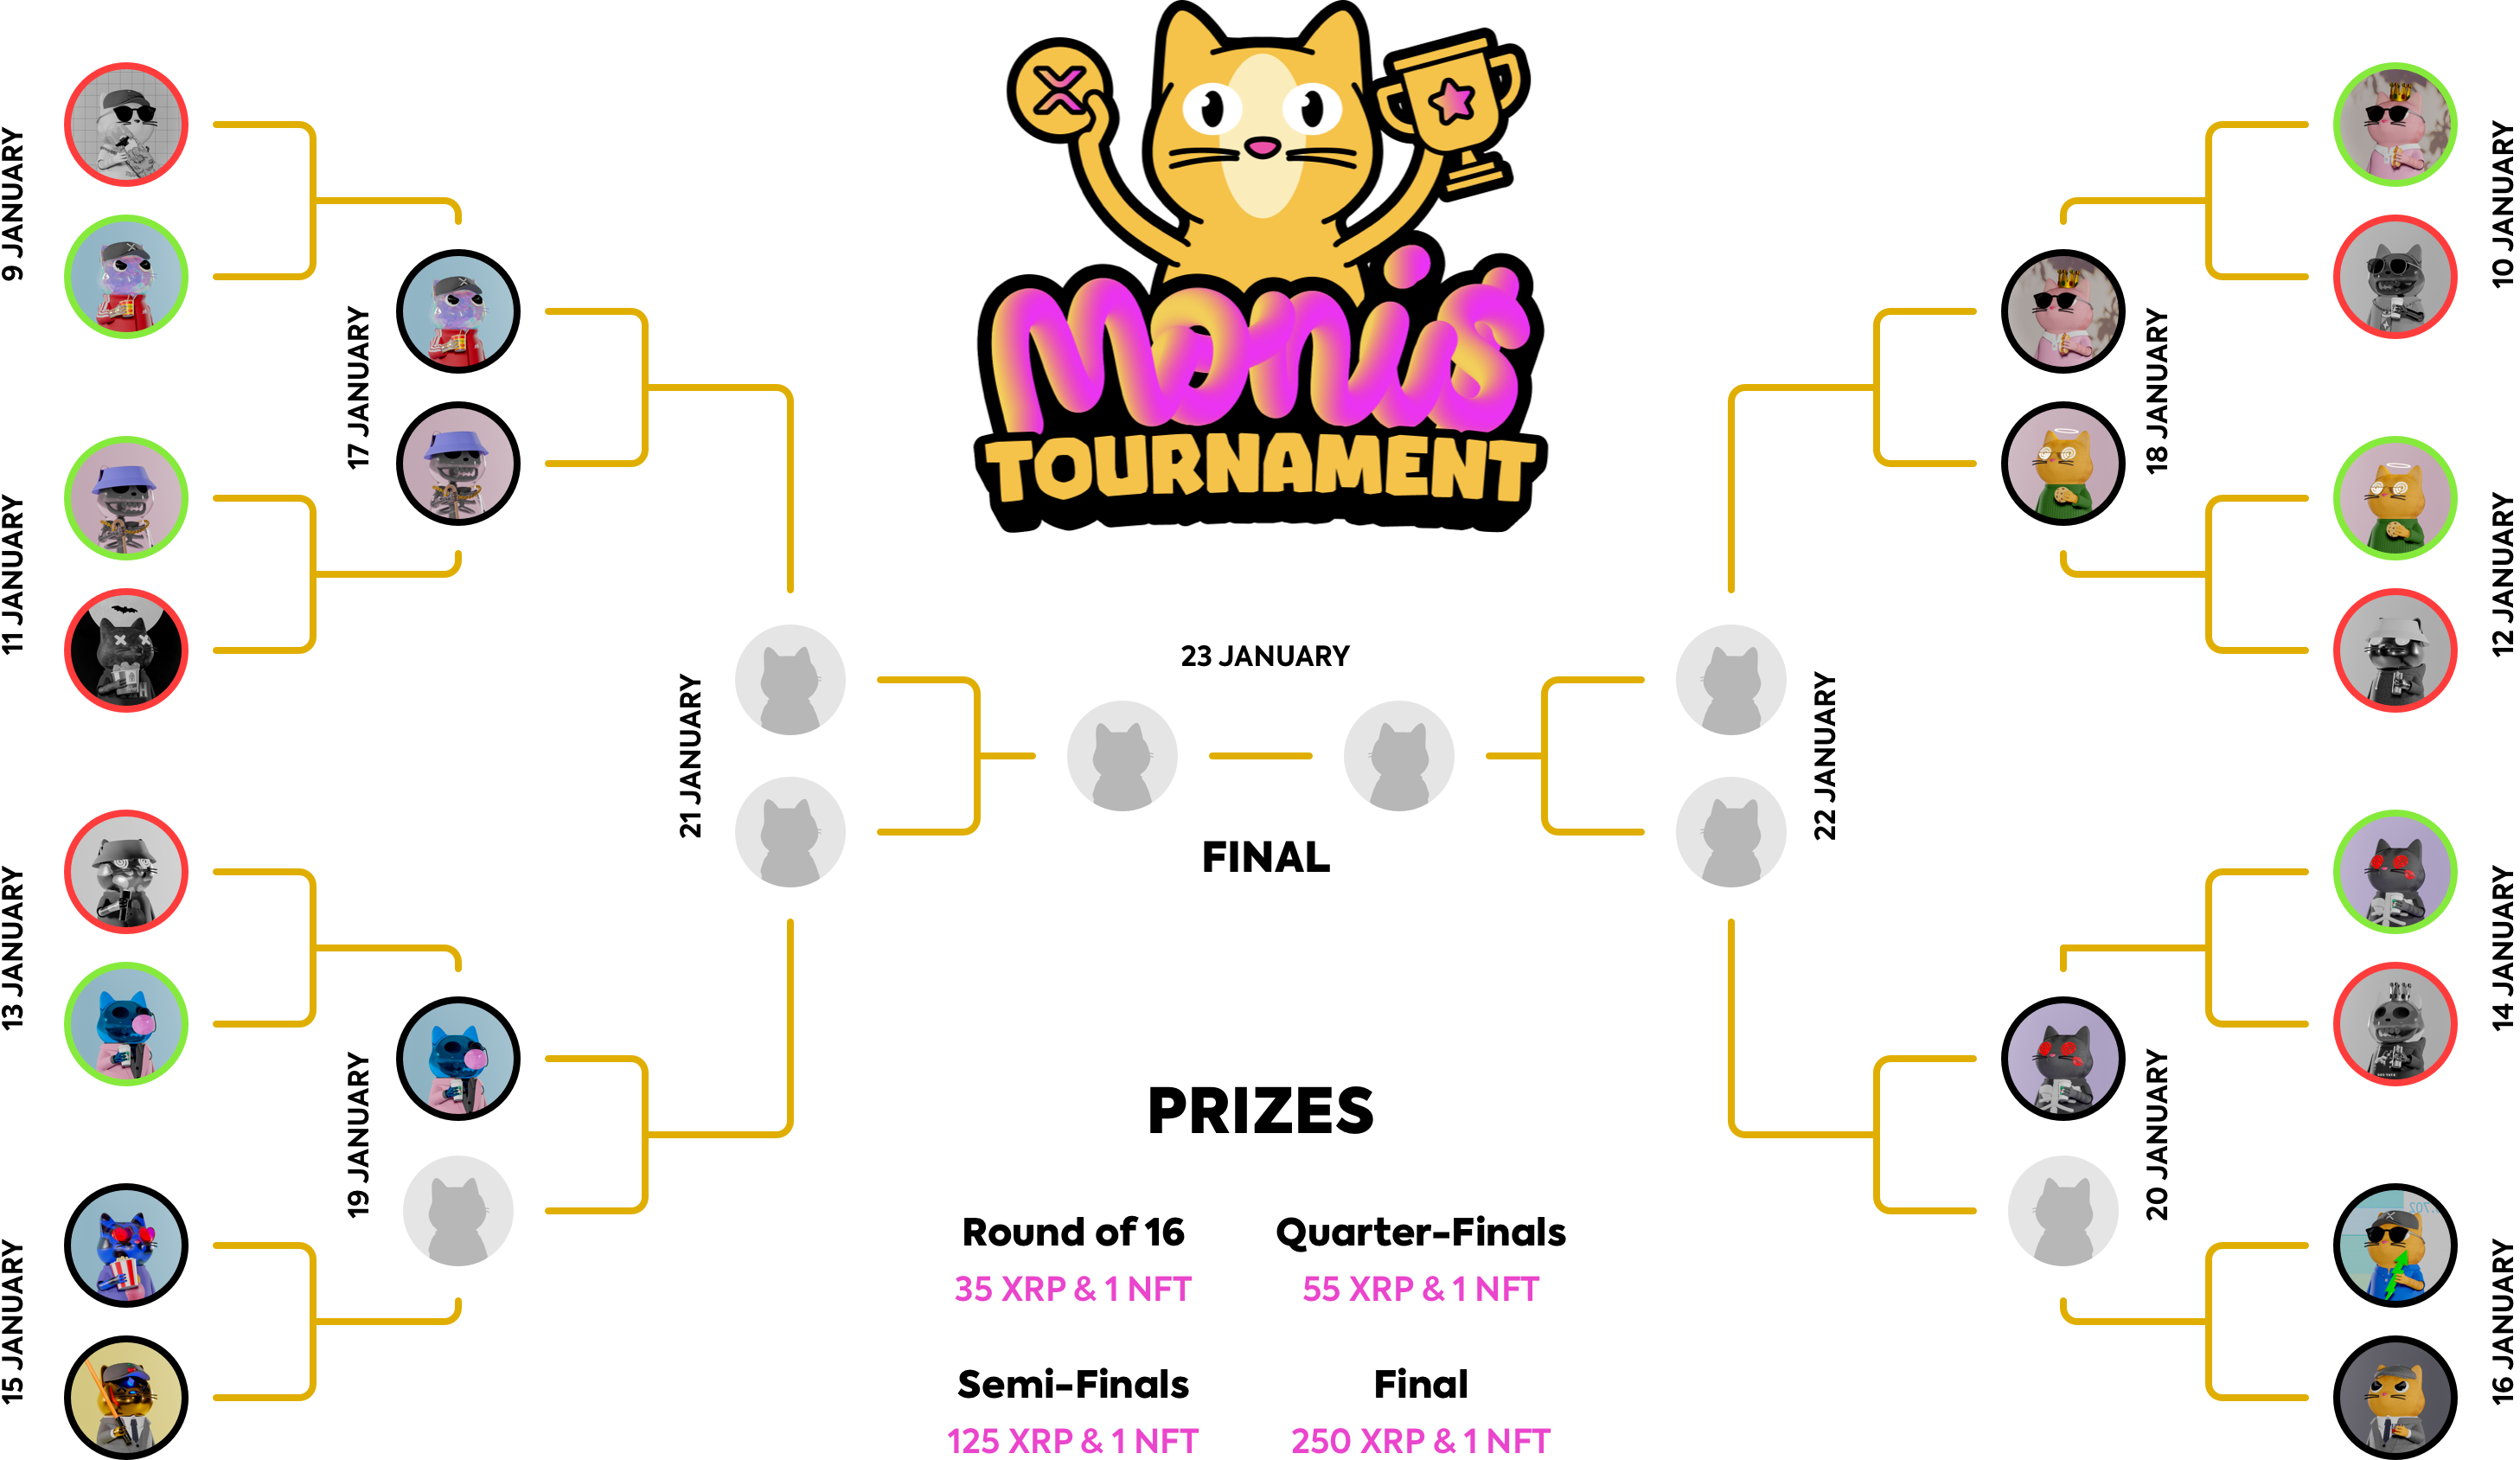 Monis
TOURNAMENT
9 JANUARY
11 JANUARY
13 JANUARY
15 JANUARY
17 JANUARY
19 JANUARY
21 JANUARY
23 JANUARY
FINAL
22 JANUARY
18 JANUARY
20 JANUARY
10 JANUARY
12 JANUARY
14 JANUARY
16 JANUARY
PRIZES
Round of 16
35 XRP & 1 NFT
Quarter-Finals
55 XRP & 1 NFT
Semi-Finals
125 XRP & 1 NFT
Final
250 XRP & 1 NFT